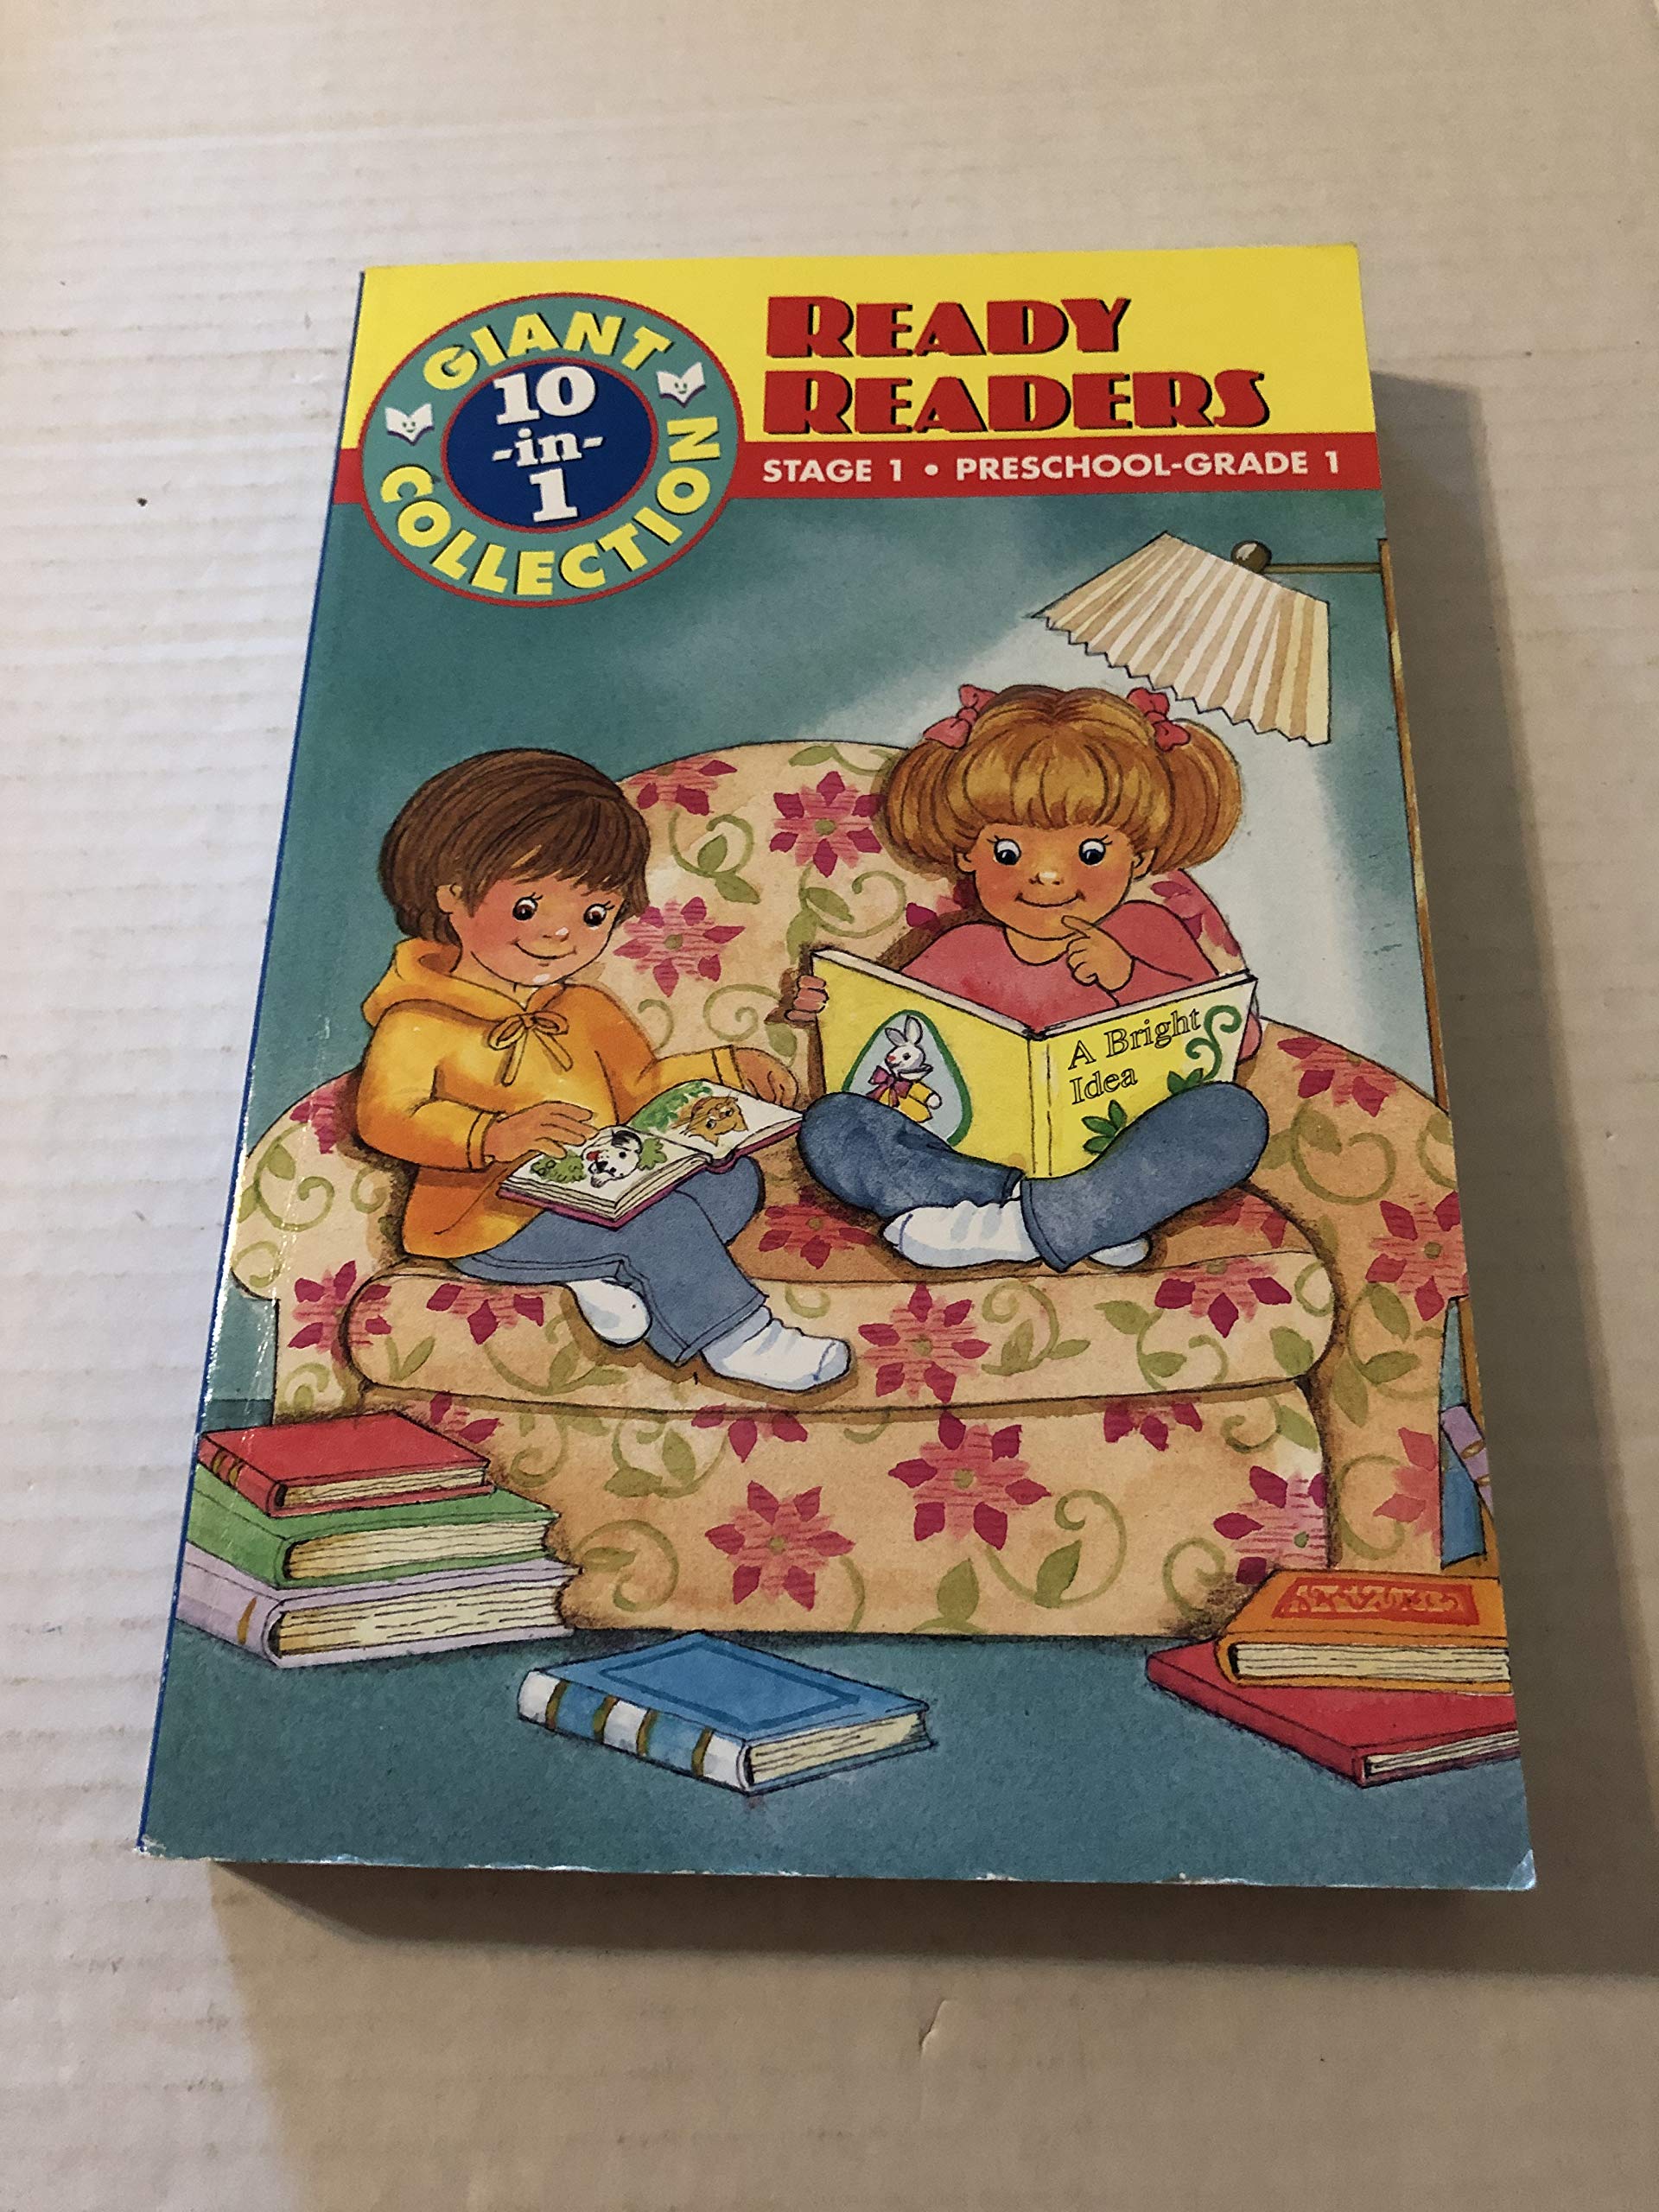 GIANT
10
-in-
1
COLLECTION
READY
READERS
STAGE 1 • PRESCHOOL-GRADE 1
A Bright
Idea